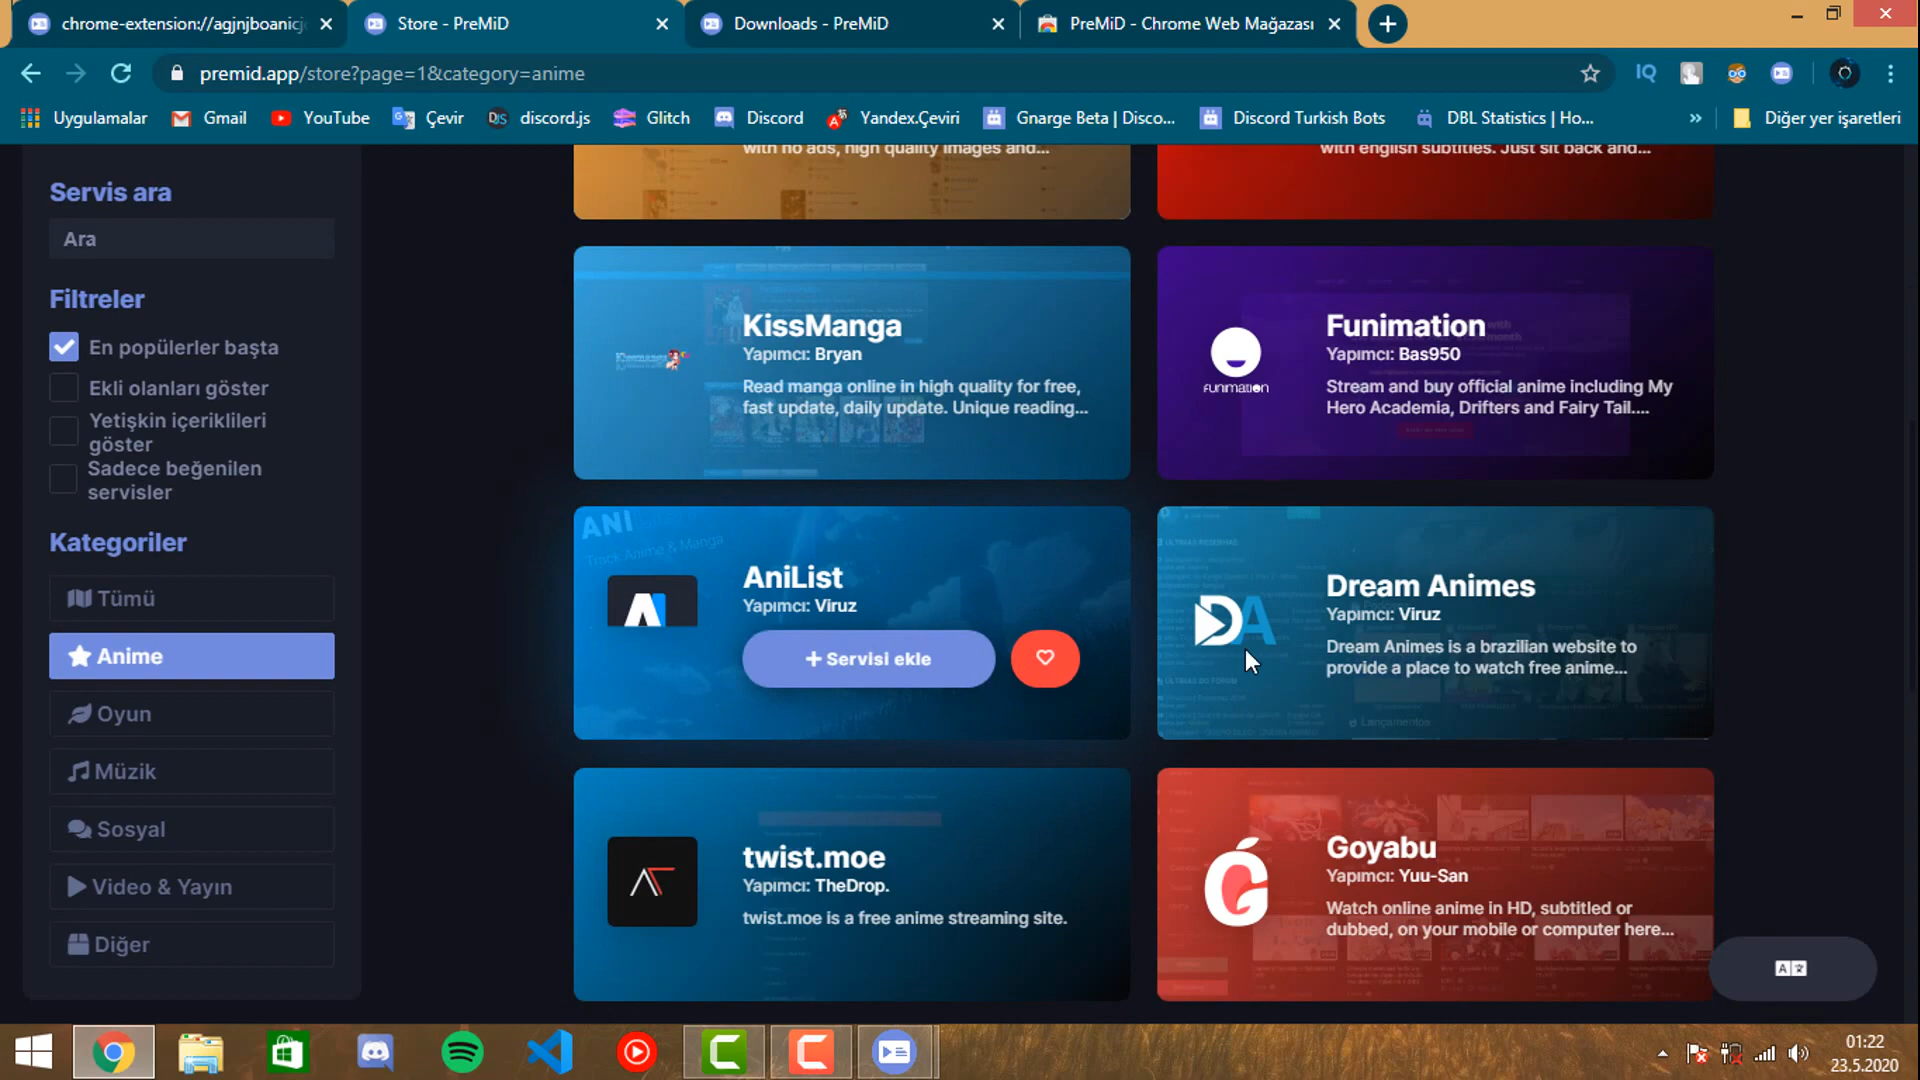 chrome-extension://agjnjboanicj
Store - PreMiD
Downloads - PreMiD
PreMiD - Chrome Web Mağazası
premid.app/store?page=1&category=anime
IQ
Uygulamalar
Gmail
YouTube
Çevir
discord.js
Glitch
Discord
Yandex.Çeviri
Gnarge Beta | Disco...
Discord Turkish Bots
DBL Statistics | Ho...
Diğer yer işaretleri
Servis ara
Ara
Filtreler
En popülerler başta
Ekli olanları göster
Yetişkin içeriklileri
göster
Sadece beğenilen
servisler
Kategoriler
Tümü
Anime
Oyun
Müzik
Sosyal
Video & Yayın
Diğer
with no ads, high quality images and...
with english subtitles. Just sit back and...
KissManga
Yapımcı: Bryan
Read manga online in high quality for free,
fast update, daily update. Unique reading...
FUNIMATION
Funimation
Yapımcı: Bas950
Stream and buy official anime including My
Hero Academia, Drifters and Fairy Tail....
ANI
Track Anime & Manga
AniList
Yapımcı: Viruz
Servisi ekle
DA
Dream Animes
Yapımcı: Viruz
Dream Animes is a brazilian website to
provide a place to watch free anime...
Lançamentos
twist.moe
Yapımcı: TheDrop.
twist.moe is a free anime streaming site.
Goyabu
Yapımcı: Yuu-San
Watch online anime in HD, subtitled or
dubbed, on your mobile or computer here...
01:22
23.5.2020